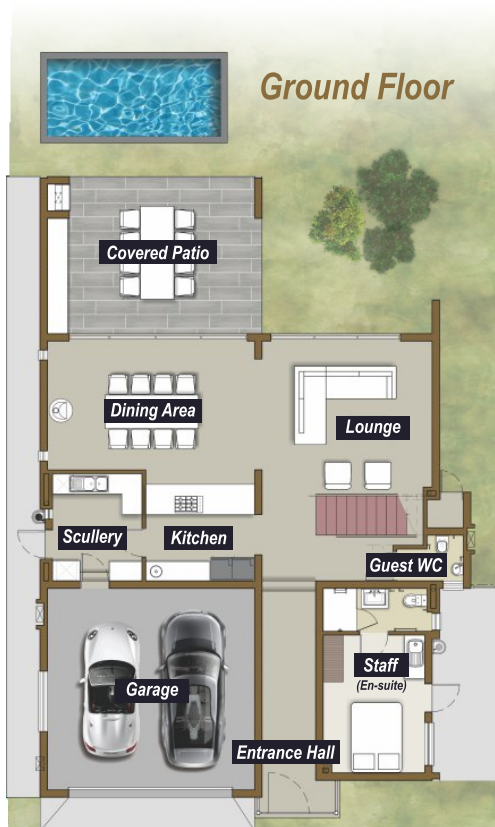 Ground Floor
Covered Patio
Dining Area
Lounge
Scullery
Kitchen
Guest WC
Staff
(En-suite)
Garage
Entrance Hall